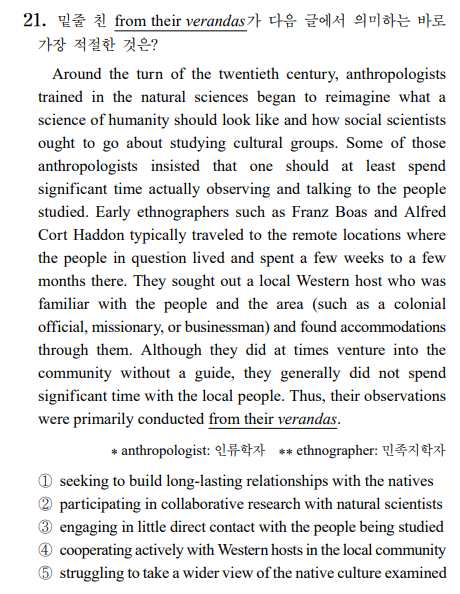 21. 밑줄 친 from their verandas가 다음 글에서 의미하는 바로
가장 적절한 것은?
Around the turn of the twentieth century, anthropologists
trained in the natural sciences began to reimagine what a
science of humanity should look like and how social scientists
ought to go about studying cultural groups. Some of those
anthropologists insisted that one should at least spend
significant time actually observing and talking to the people
studied. Early ethnographers such as Franz Boas and Alfred
Cort Haddon typically traveled to the remote locations where
the people in question lived and spent a few weeks to a few
months there. They sought out a local Western host who was
familiar with the people and the area (such as a colonial
official, missionary, or businessman) and found accommodations
through them. Although they did at times venture into the
community without a guide, they generally did not spend
significant time with the local people. Thus, their observations
were primarily conducted from their verandas.
* anthropologist: 인류학자 ** ethnographer: 민족지학자
① seeking to build long-lasting relationships with the natives
② participating in collaborative research with natural scientists
③ engaging in little direct contact with the people being studied
④ cooperating actively with Western hosts in the local community
⑤ struggling to take a wider view of the native culture examined